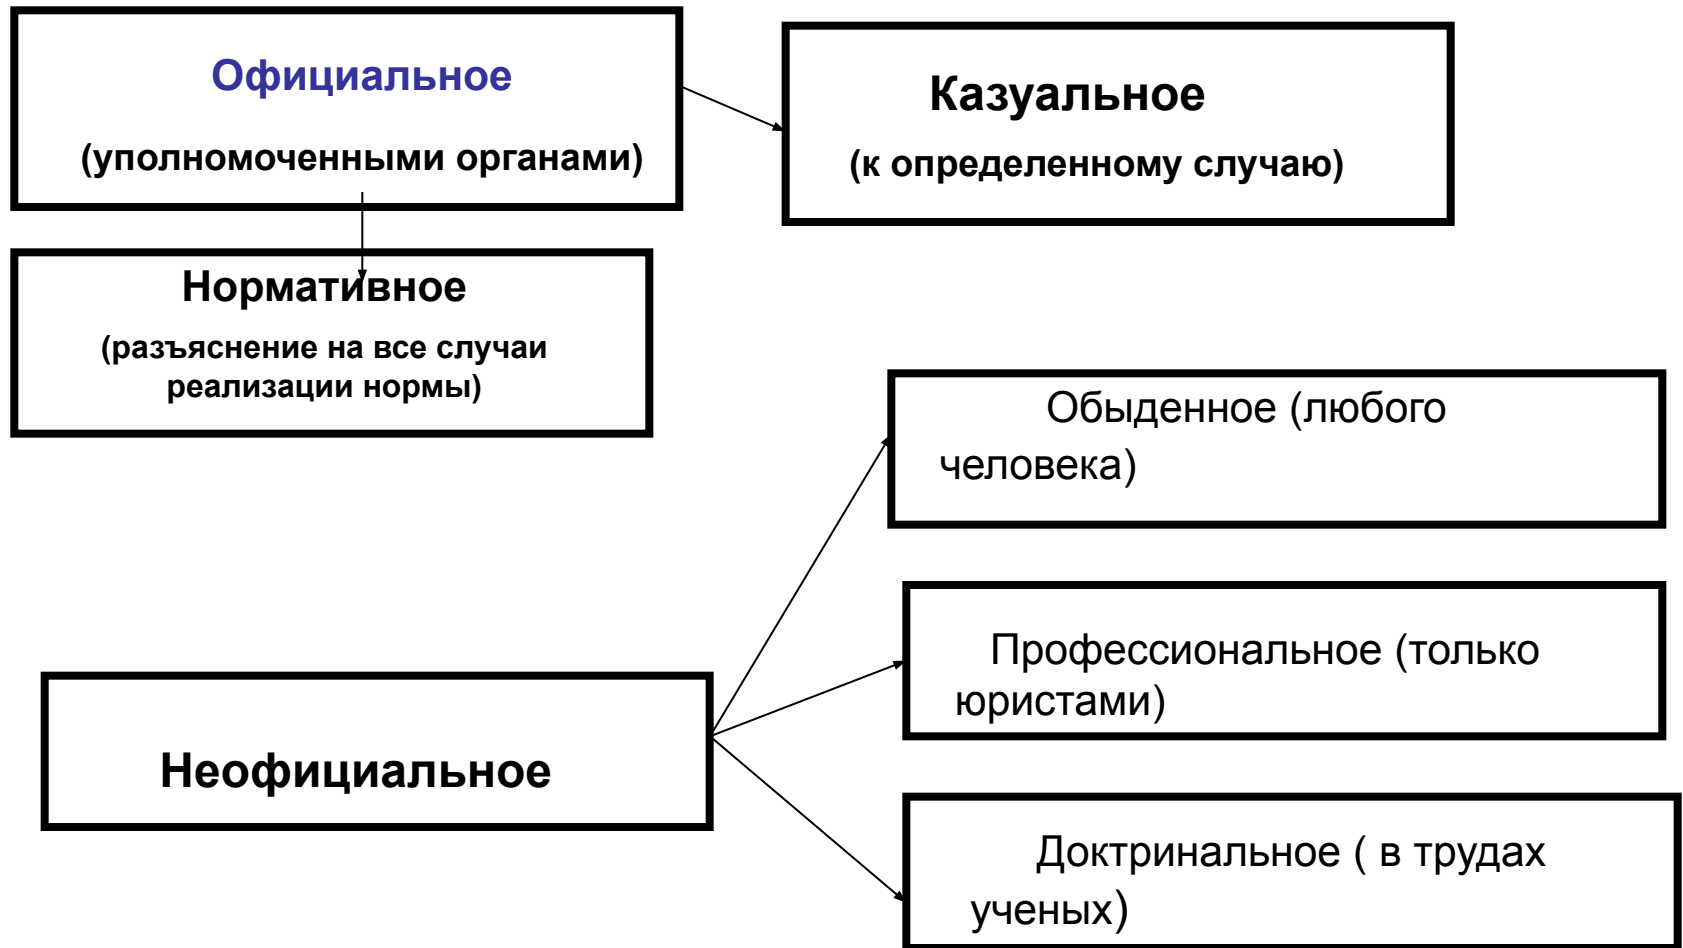 Официальное
(уполномоченными органами)
Казуальное
(к определенному случаю)
Нормативное
(разъяснение на все случаи
реализации нормы)
Обыденное (любого
человека)
Профессиональное (только
юристами)
Неофициальное
Доктринальное ( в трудах
ученых)